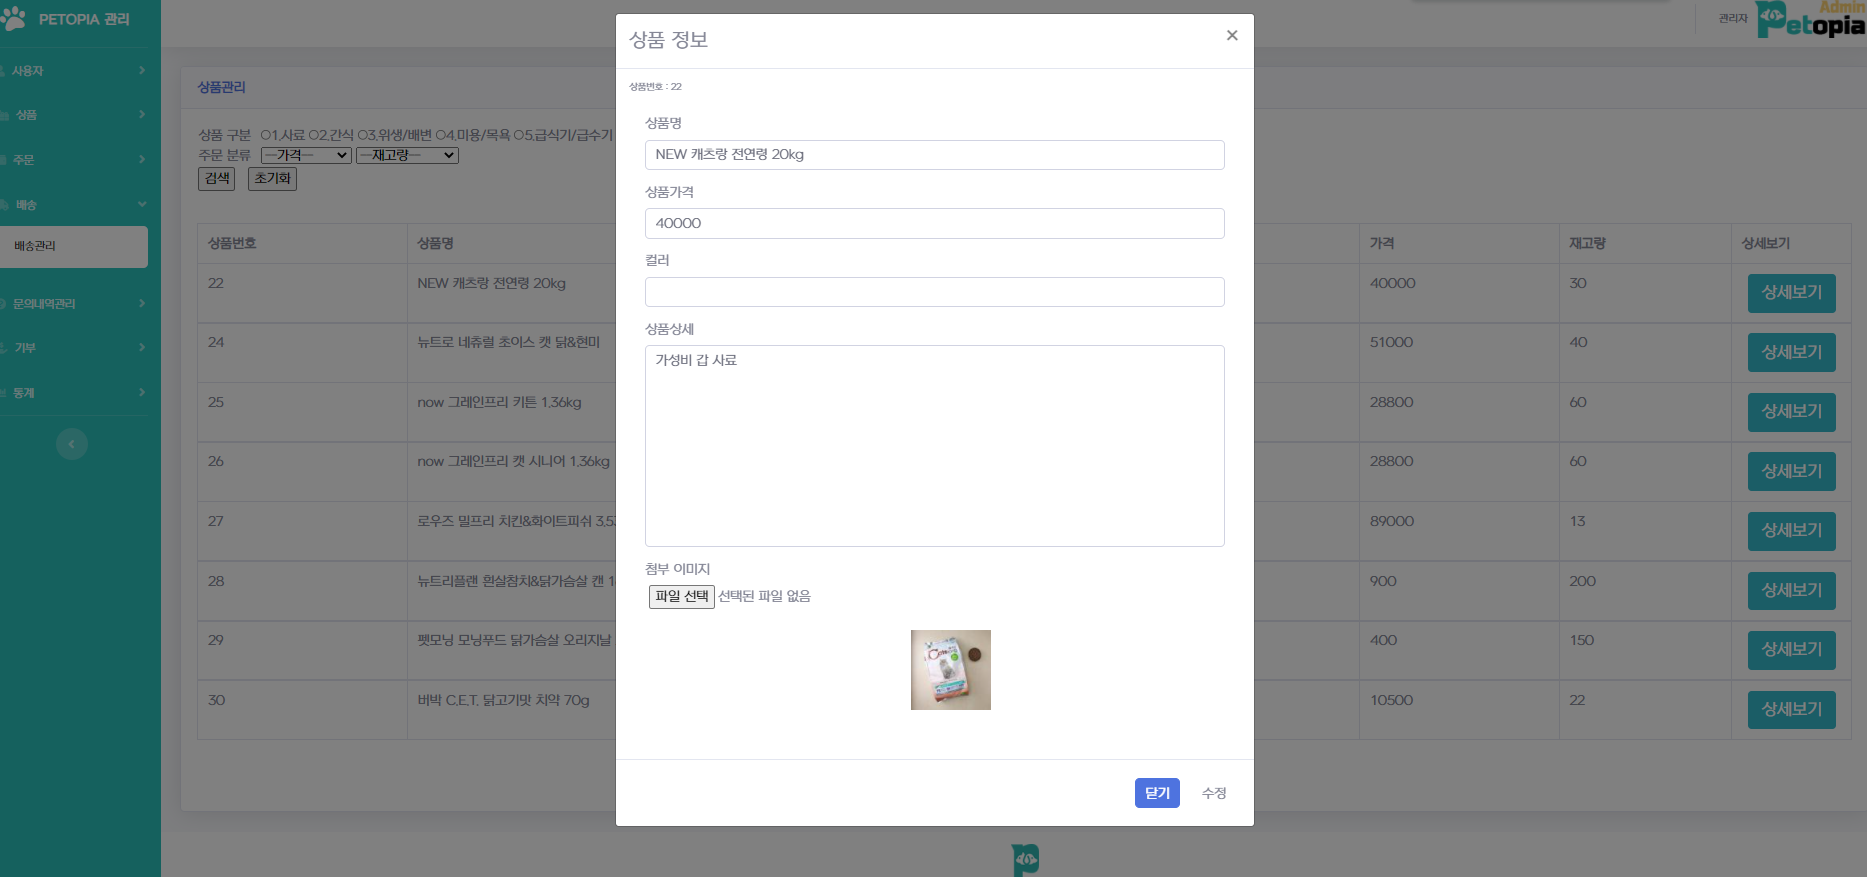 PETOPIA 관리
사용자
상품
주문
배송
배송관리
문의내역관리
기부
통계
관리자
Admin
Petopia
상품관리
상품 구분 1.사료 2.간식 3.위생/배변 4.미용/목욕 5.급식기/급수기
주문 분류 --가격-- --재고량--
검색 초기화
상품번호 상품명 가격 재고량 상세보기
22 NEW 캐츠랑 전연령 20kg 40000 30 상세보기
24 뉴트로 네츄럴 초이스 캣 닭&현미 51000 40 상세보기
25 now 그레인프리 키튼 1.36kg 28800 60 상세보기
26 now 그레인프리 캣 시니어 1.36kg 28800 60 상세보기
27 로우즈 밀프리 치킨&화이트피쉬 89000 13 상세보기
28 뉴트리플랜 흰살참치&닭가슴살 캔 900 200 상세보기
29 펫모닝 모닝푸드 닭가슴살 오리지날 400 150 상세보기
30 버박 C.E.T. 닭고기맛 치약 70g 10500 22 상세보기
상품 정보
×
상품번호 : 22
상품명
NEW 캐츠랑 전연령 20kg
상품가격
40000
컬러
상품상세
가성비 갑 사료
첨부 이미지
파일 선택 선택된 파일 없음
닫기 수정